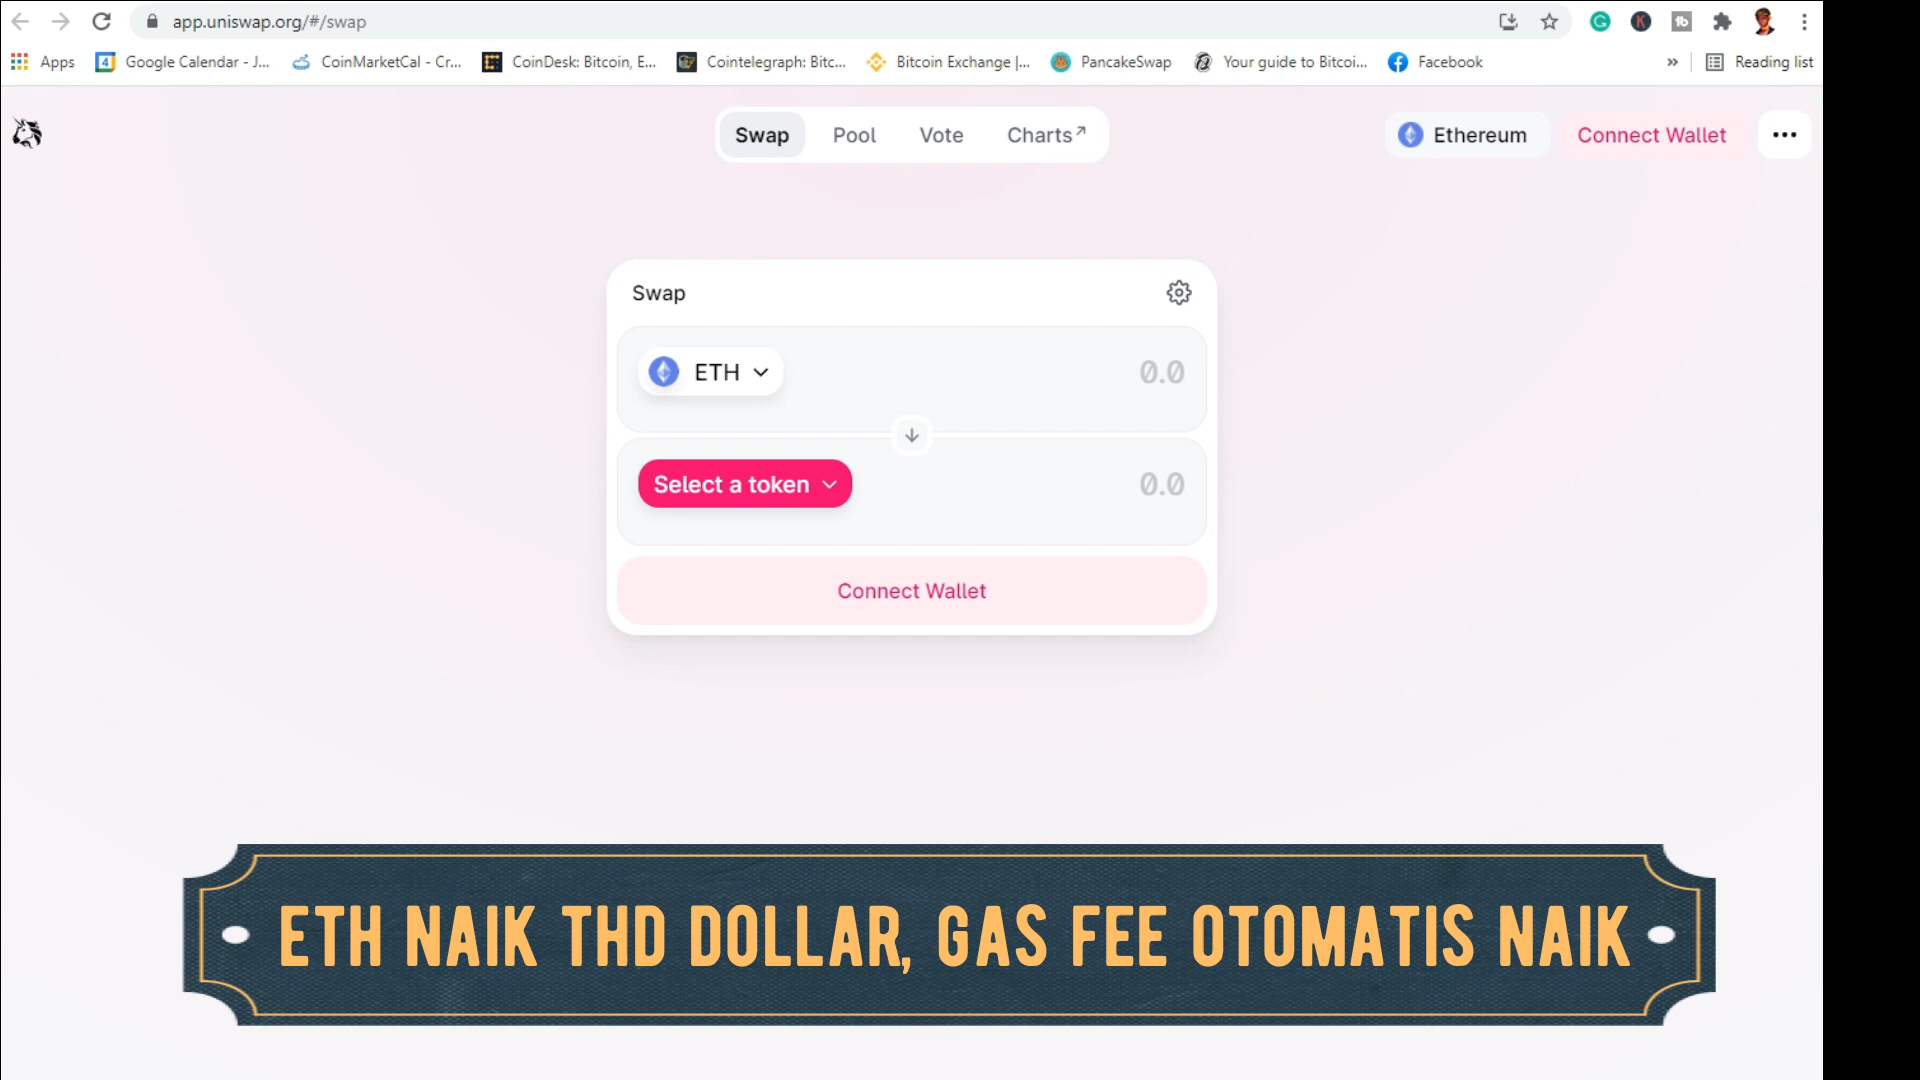 app.uniswap.org/#/swap
Apps
4
Google Calendar - J...
CoinMarketCal - Cr...
CoinDesk: Bitcoin, E...
Cointelegraph: Bitc...
Bitcoin Exchange |...
PancakeSwap
Your guide to Bitcoi...
Facebook
»
Reading list
Swap
Pool
Vote
Charts↗
Ethereum
Connect Wallet
Swap
ETH
0.0
Select a token
0.0
Connect Wallet
ETH NAIK THD DOLLAR, GAS FEE OTOMATIS NAIK